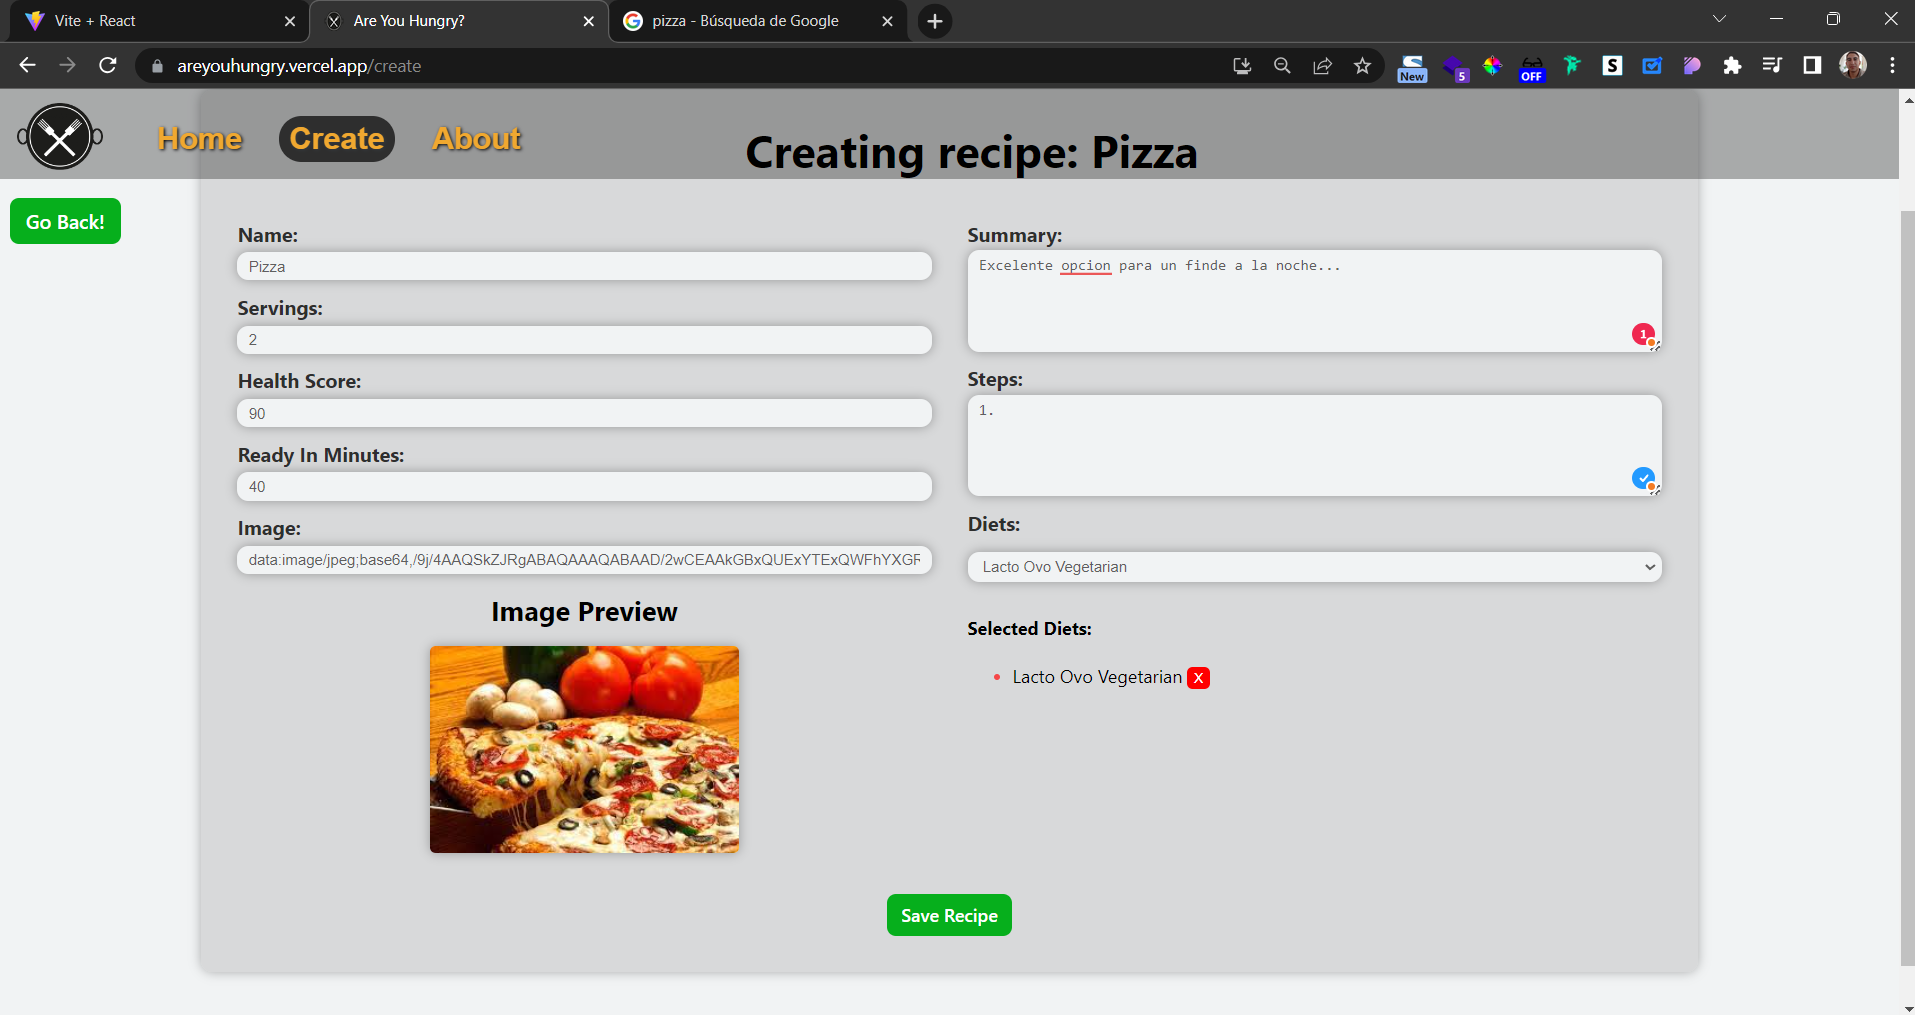 Vite + React
Are You Hungry?
pizza - Búsqueda de Google
areyouhungry.vercel.app/create
New
5
OFF
S
Home
Create
About
Creating recipe: Pizza
Go Back!
Name:
Pizza
Servings:
2
Health Score:
90
Ready In Minutes:
40
Image:
data:image/jpeg;base64,/9j/4AAQSkZJRgABAQAAAQABAAD/2wCEAAkGBxQUExYTExQWFhYXGR
Image Preview
Summary:
Excelente opcion para un finde a la noche...
1
Steps:
1.
Diets:
Lacto Ovo Vegetarian
Selected Diets:
Lacto Ovo Vegetarian X
Save Recipe